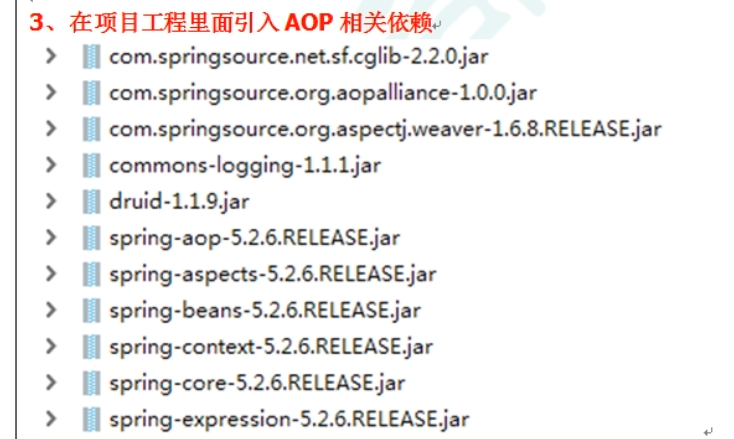 3、在项目工程里面引入 AOP 相关依赖
com.springsource.net.sf.cglib-2.2.0.jar
com.springsource.org.aopalliance-1.0.0.jar
com.springsource.org.aspectj.weaver-1.6.8.RELEASE.jar
commons-logging-1.1.1.jar
druid-1.1.9.jar
spring-aop-5.2.6.RELEASE.jar
spring-aspects-5.2.6.RELEASE.jar
spring-beans-5.2.6.RELEASE.jar
spring-context-5.2.6.RELEASE.jar
spring-core-5.2.6.RELEASE.jar
spring-expression-5.2.6.RELEASE.jar